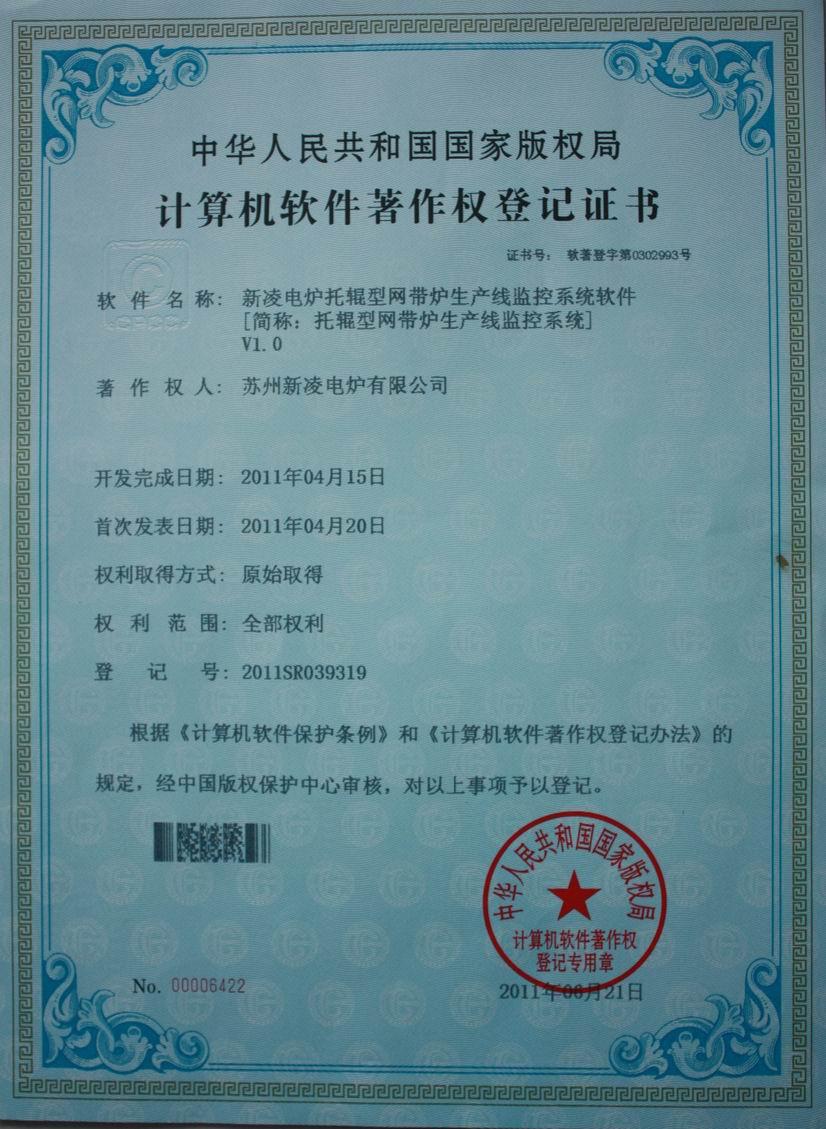 中华人民共和国国家版权局
计算机软件著作权登记证书
证书号： 软著登字第0302993号
软件名称： 新凌电炉托辊型网带炉生产线监控系统软件
[简称：托辊型网带炉生产线监控系统]
V1.0
著作权人： 苏州新凌电炉有限公司
开发完成日期： 2011年04月15日
首次发表日期： 2011年04月20日
权利取得方式： 原始取得
权利范围： 全部权利
登记号： 2011SR039319
根据《计算机软件保护条例》和《计算机软件著作权登记办法》的
规定，经中国版权保护中心审核，对以上事项予以登记。
中华人民共和国国家版权局
计算机软件著作权
登记专用章
No. 00006422
2011年06月21日